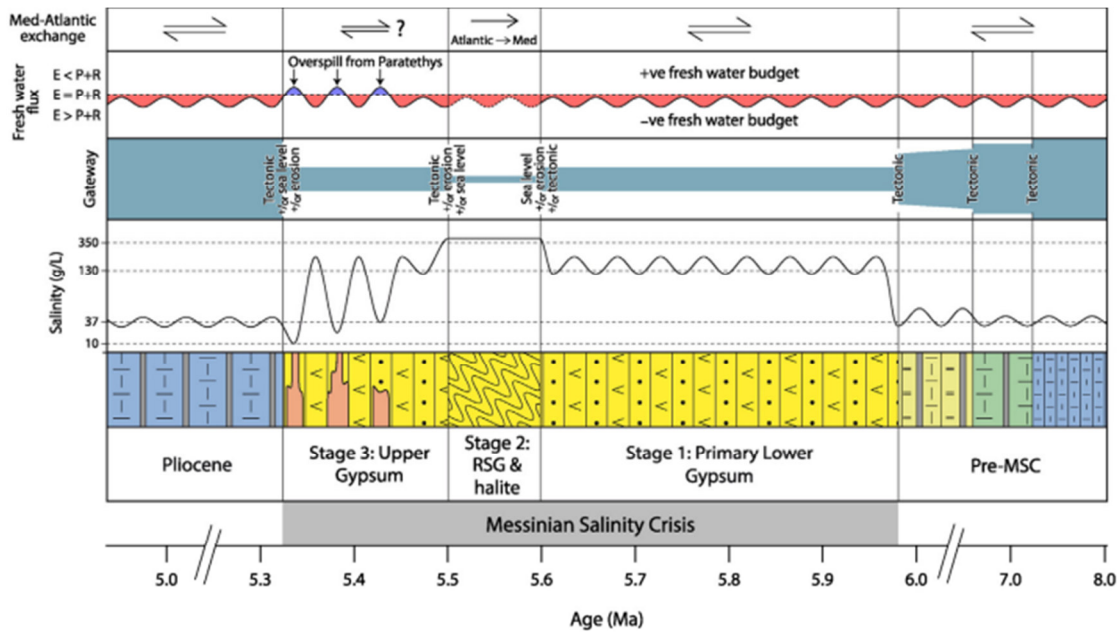 Med-Atlantic
exchange
?
Atlantic → Med
Fresh water
flux
E < P+R
E = P+R
E > P+R
Overspill from Paratethys
+ve fresh water budget
−ve fresh water budget
Gateway
Tectonic
+/or sea level
+/or erosion
Tectonic
+/or erosion
+/or sea level
Sea level
+/or erosion
+/or tectonic
Tectonic
Tectonic
Tectonic
Salinity (g/L)
350
130
37
10
Pliocene
Stage 3: Upper
Gypsum
Stage 2:
RSG &
halite
Stage 1: Primary Lower
Gypsum
Pre-MSC
Messinian Salinity Crisis
5.0 5.3 5.4 5.5 5.6 5.7 5.8 5.9 6.0 7.0 8.0
Age (Ma)